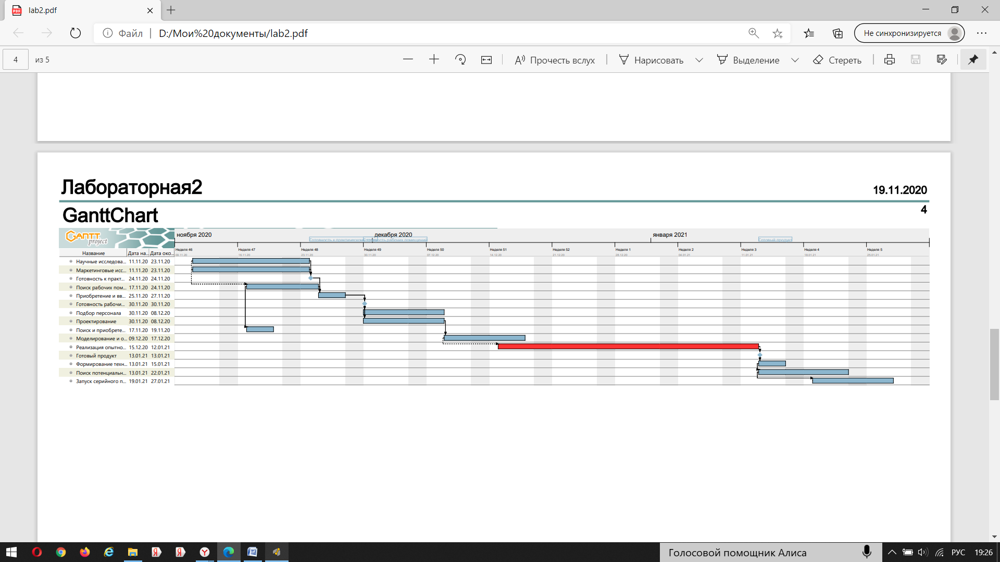 lab2.pdf
Файл
D:/Мои%20документы/lab2.pdf
Не синхронизируется
4 из 5
Прочесть вслух
Нарисовать
Выделение
Стереть
Лабораторная2
19.11.2020
GanttChart
4
GANTT project
ноября 2020
декабря 2020
января 2021
Готовый продукт
Неделя 46
Неделя 47
Неделя 48
Неделя 49
Неделя 50
Неделя 51
Неделя 52
Неделя 1
Неделя 2
Неделя 3
Неделя 4
Неделя 5
09.11.20
16.11.20
23.11.20
30.11.20
07.12.20
14.12.20
21.12.20
28.12.20
04.01.21
11.01.21
18.01.21
25.01.21
Название Дата на... Дата око...
Научные исследова... 11.11.20 23.11.20
Маркетинговые исс... 11.11.20 23.11.20
Готовность к практ... 24.11.20 24.11.20
Поиск рабочих пом... 17.11.20 24.11.20
Приобретение и вв... 25.11.20 27.11.20
Готовность рабочи... 30.11.20 30.11.20
Подбор персонала 30.11.20 08.12.20
Проектирование 30.11.20 08.12.20
Поиск и приобрете... 17.11.20 19.11.20
Моделирование и о... 09.12.20 17.12.20
Реализация опытно... 15.12.20 12.01.21
Готовый продукт 13.01.21 13.01.21
Формирование техн... 13.01.21 15.01.21
Поиск потенциальн... 13.01.21 22.01.21
Запуск серийного п... 19.01.21 27.01.21
Голосовой помощник Алиса
РУС
19:26